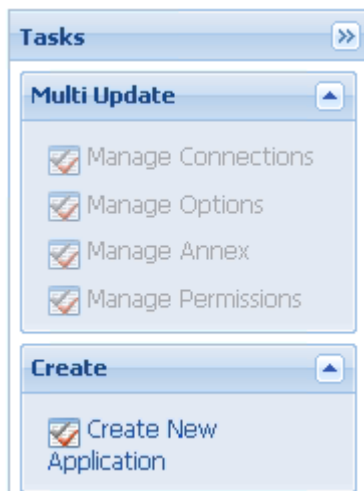 Tasks
Multi Update
Manage Connections
Manage Options
Manage Annex
Manage Permissions
Create
Create New
Application